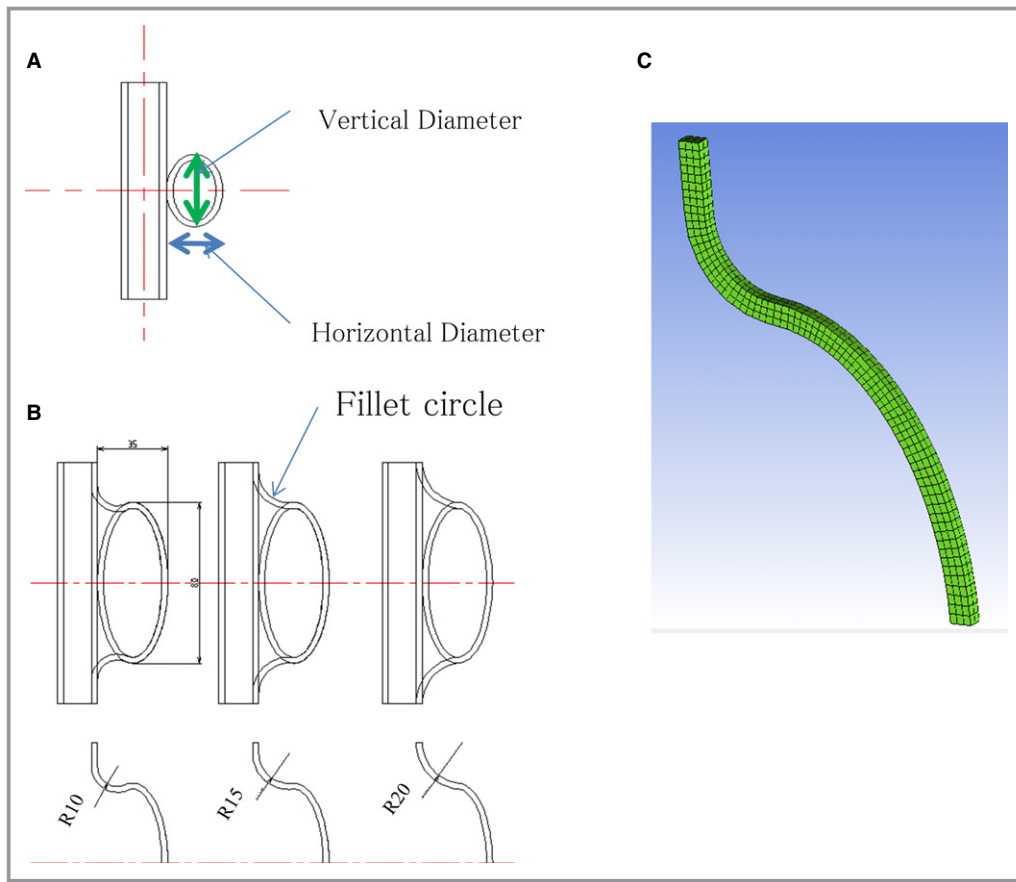 A
Vertical Diameter
Horizontal Diameter
B
Fillet circle
35
80
R10
R15
R20
C